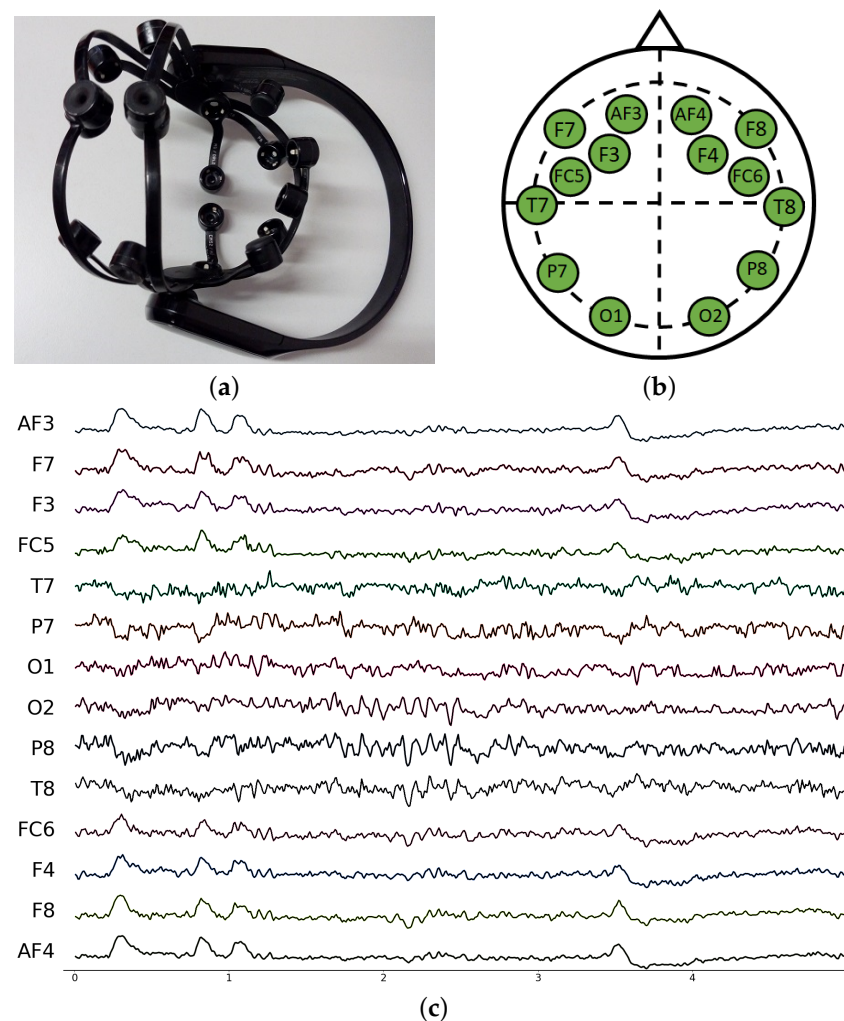 AF3 AF4
F7 F8
F3 F4
FC5 FC6
T7 T8
P7 P8
O1 O2
(a) (b)
AF3
F7
F3
FC5
T7
P7
O1
O2
P8
T8
FC6
F4
F8
AF4
0 1 2 3 4
(c)